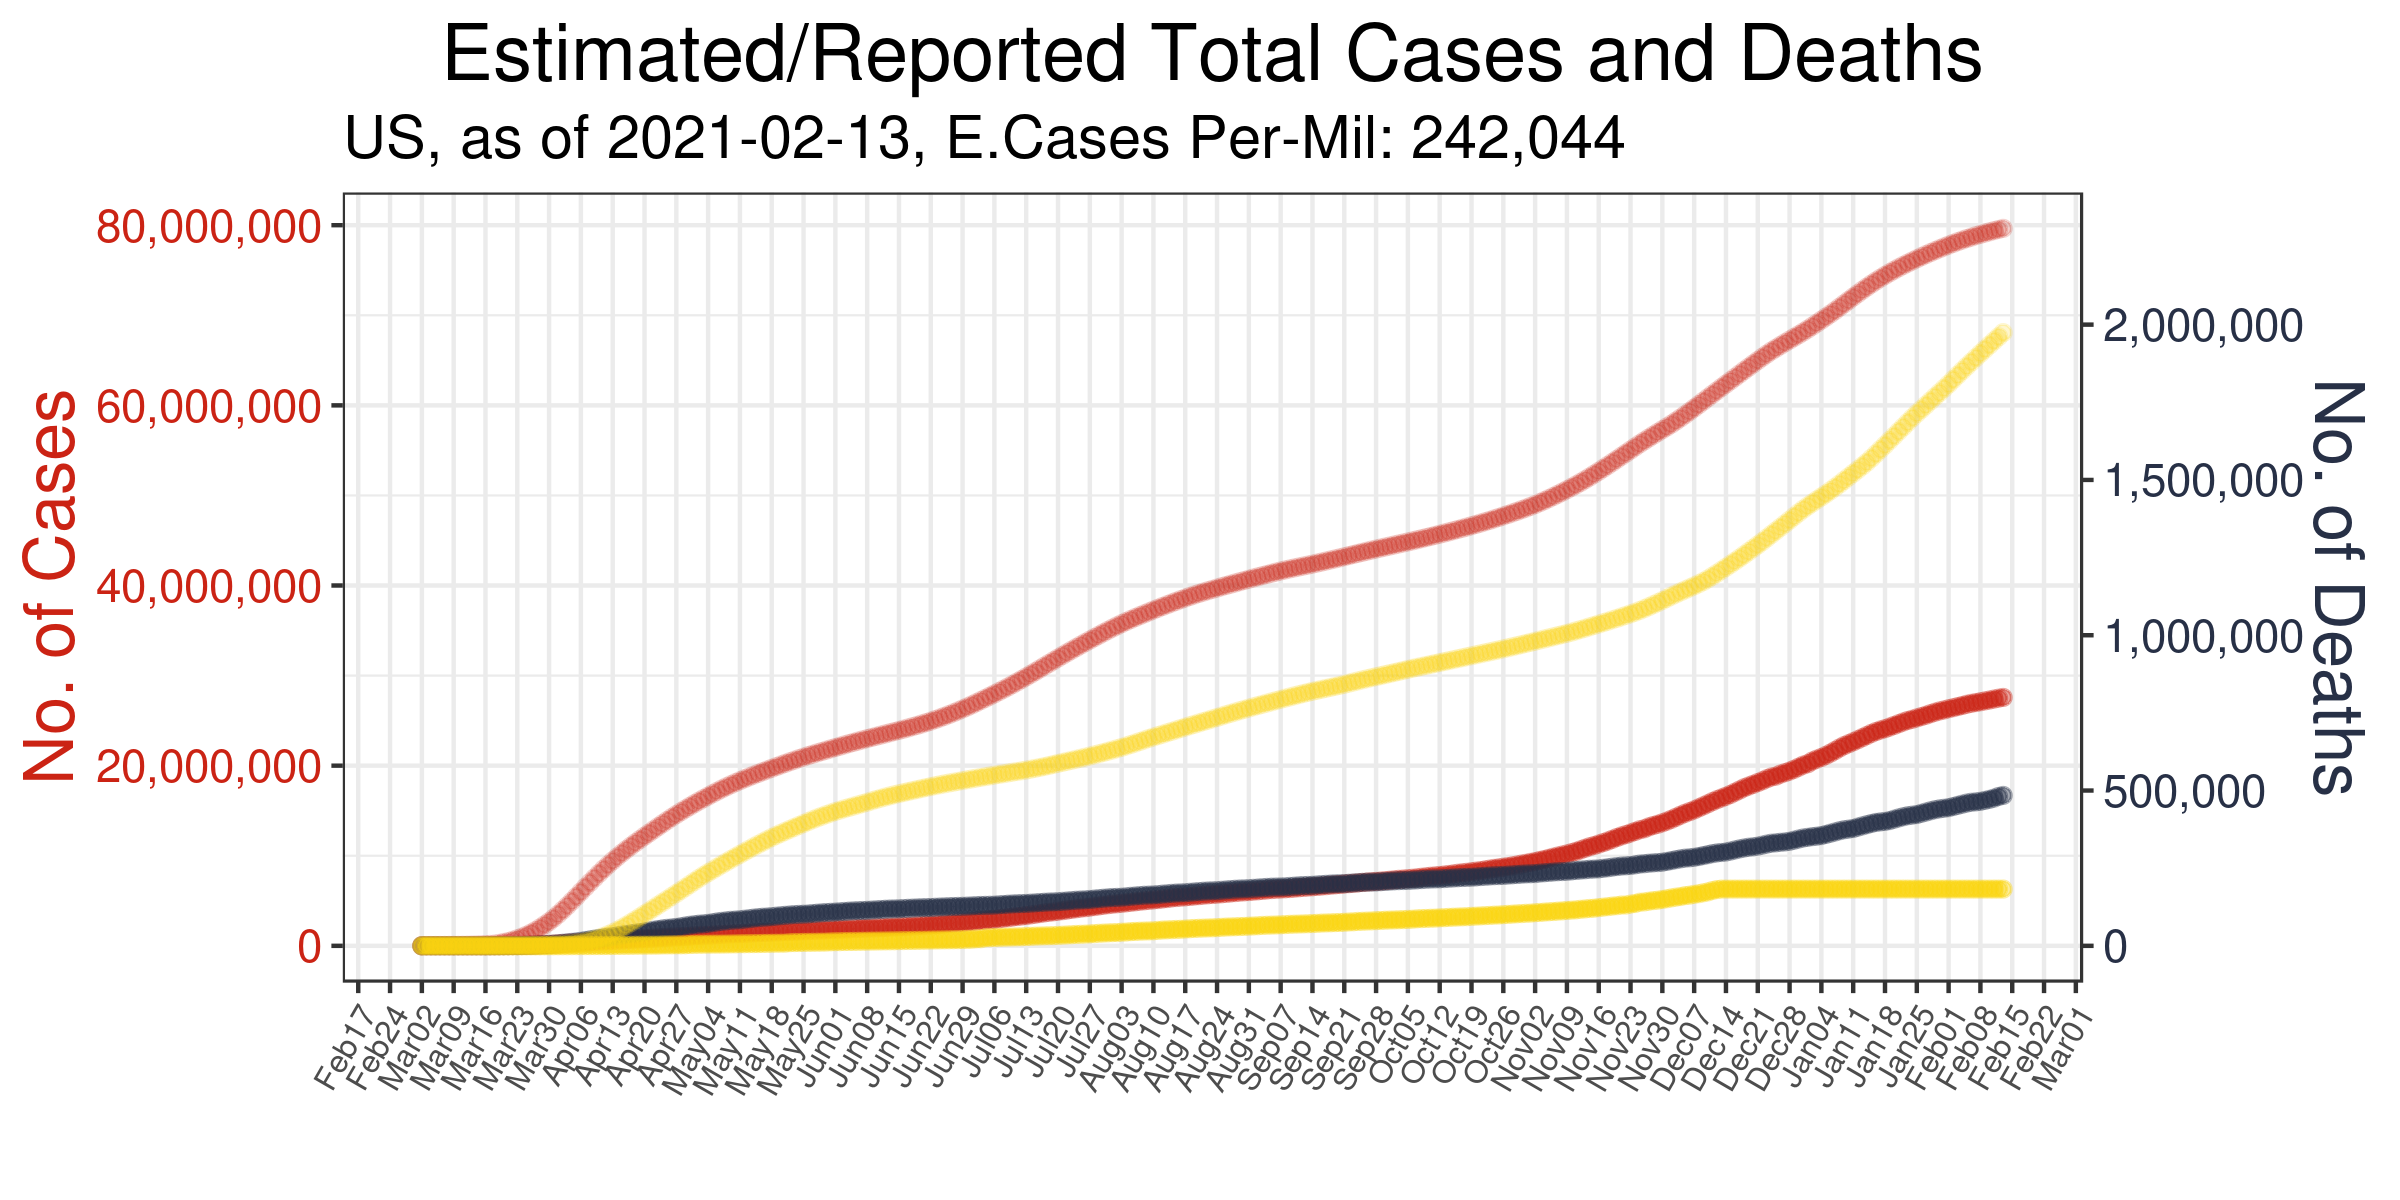 Estimated/Reported Total Cases and Deaths
US, as of 2021-02-13, E.Cases Per-Mil: 242,044
No. of Cases
80,000,000
60,000,000
40,000,000
20,000,000
0
2,000,000
1,500,000
1,000,000
500,000
0
No. of Deaths
Feb17
Feb24
Mar02
Mar09
Mar16
Mar23
Mar30
Apr06
Apr13
Apr20
Apr27
May04
May11
May18
May25
Jun01
Jun08
Jun15
Jun22
Jun29
Jul06
Jul13
Jul20
Jul27
Aug03
Aug10
Aug17
Aug24
Aug31
Sep07
Sep14
Sep21
Sep28
Oct05
Oct12
Oct19
Oct26
Nov02
Nov09
Nov16
Nov23
Nov30
Dec07
Dec14
Dec21
Dec28
Jan04
Jan11
Jan18
Jan25
Feb01
Feb08
Feb15
Feb22
Mar01